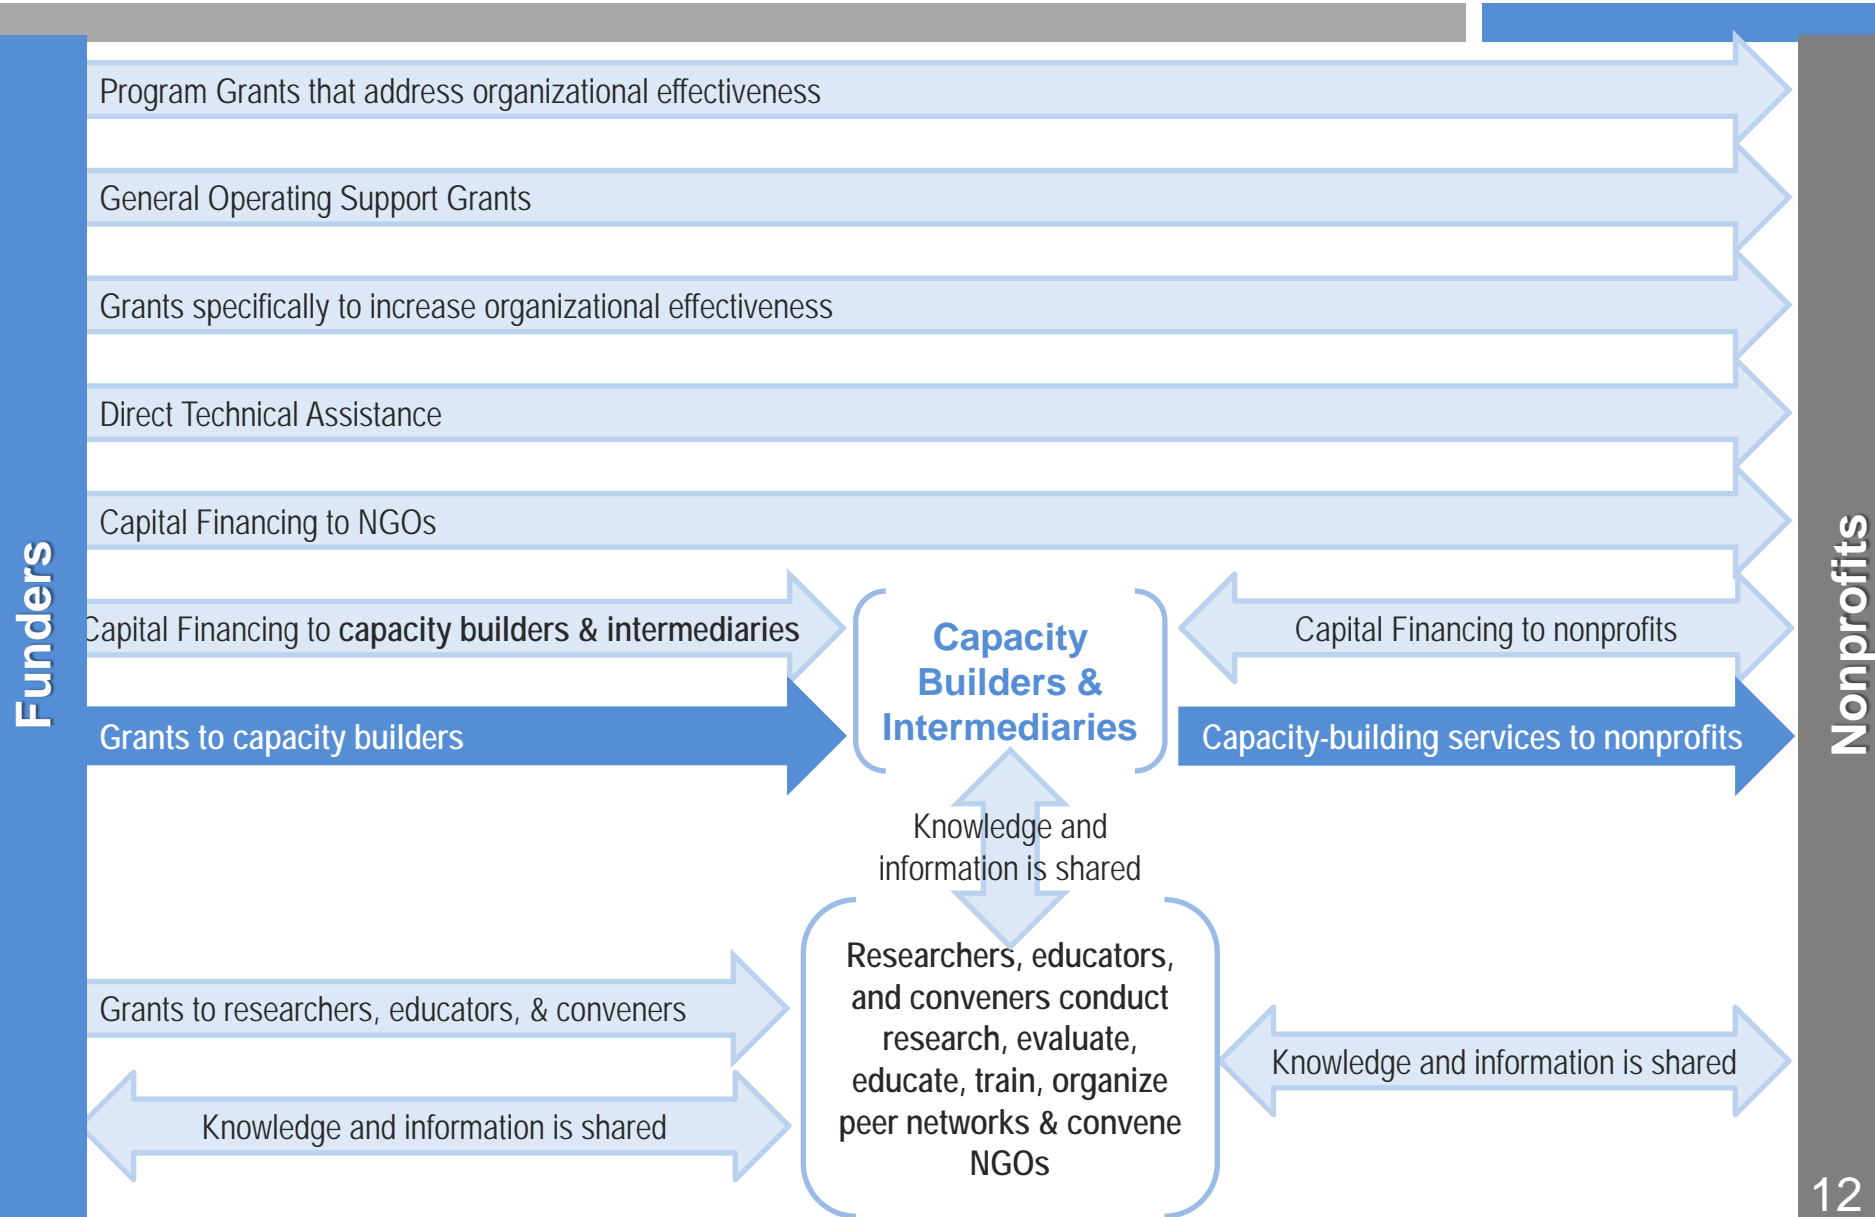 Program Grants that address organizational effectiveness
General Operating Support Grants
Grants specifically to increase organizational effectiveness
Direct Technical Assistance
Capital Financing to NGOs
Funders
Nonprofits
Capital Financing to capacity builders & intermediaries
Capacity
Builders &
Intermediaries
Capital Financing to nonprofits
Grants to capacity builders
Capacity-building services to nonprofits
Knowledge and
information is shared
Researchers, educators,
and conveners conduct
research, evaluate,
educate, train, organize
peer networks & convene
NGOs
Grants to researchers, educators, & conveners
Knowledge and information is shared
Knowledge and information is shared
12